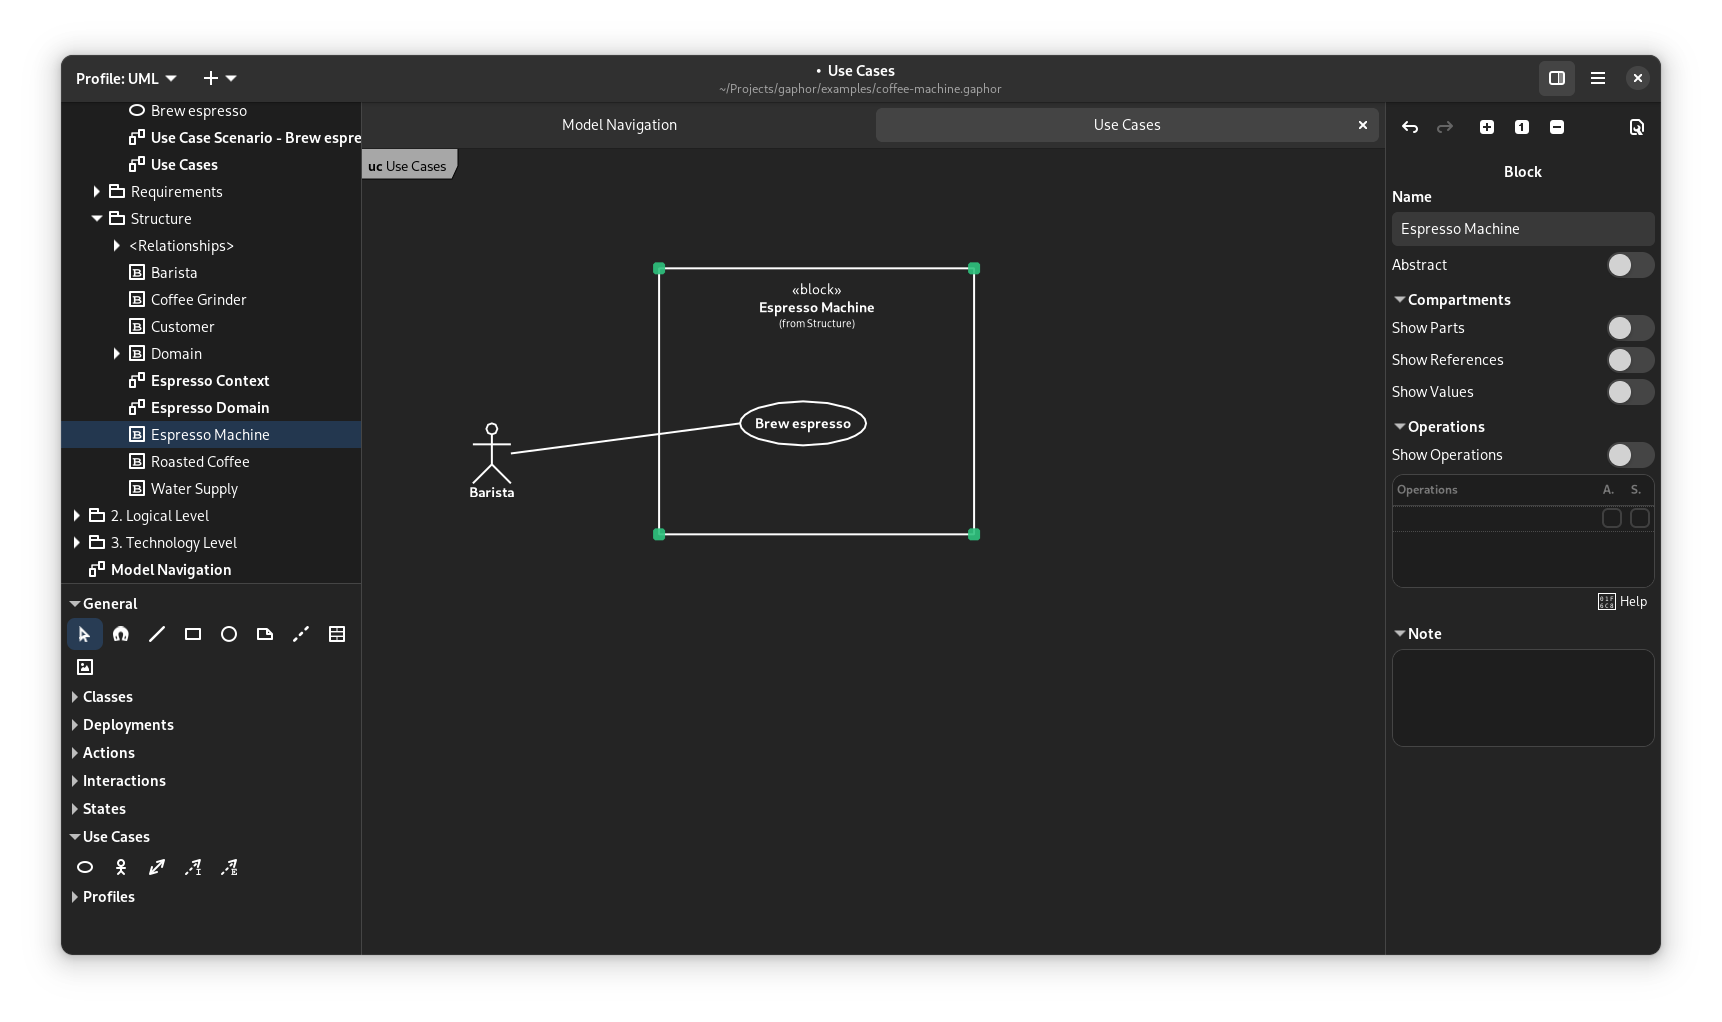 Profile: UML
• Use Cases
~/Projects/gaphor/examples/coffee-machine.gaphor
Brew espresso
Use Case Scenario - Brew espre
Use Cases
Requirements
Structure
<Relationships>
B Barista
B Coffee Grinder
B Customer
B Domain
Espresso Context
Espresso Domain
B Espresso Machine
B Roasted Coffee
B Water Supply
2. Logical Level
3. Technology Level
Model Navigation
General
Classes
Deployments
Actions
Interactions
States
Use Cases
I E
Profiles
Model Navigation
Use Cases
uc Use Cases
«block»
Espresso Machine
(from Structure)
Brew espresso
Barista
1
Block
Name
Espresso Machine
Abstract
Compartments
Show Parts
Show References
Show Values
Operations
Show Operations
Operations A. S.
01F
6C8
Help
Note